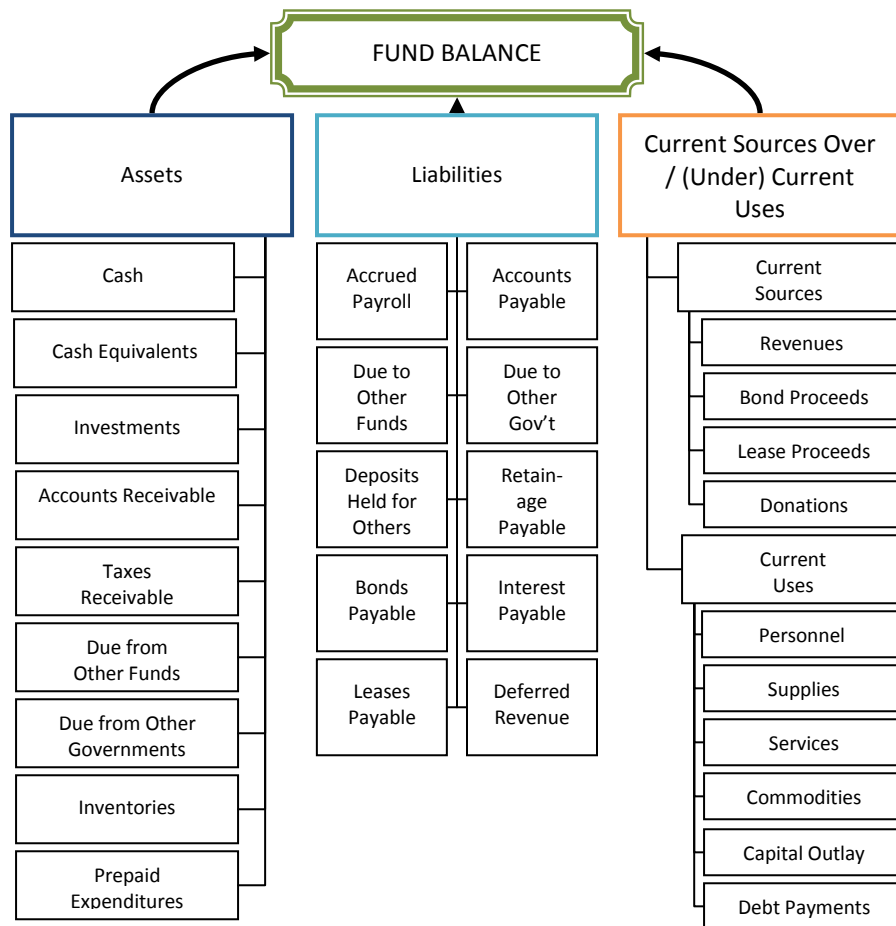 FUND BALANCE
Assets
Cash
Cash Equivalents
Investments
Accounts Receivable
Taxes
Receivable
Due from
Other Funds
Due from Other
Governments
Inventories
Prepaid
Expenditures
Liabilities
Accrued
Payroll
Accounts
Payable
Due to
Other
Funds
Due to
Other
Gov’t
Deposits
Held for
Others
Retain-
age
Payable
Bonds
Payable
Interest
Payable
Leases
Payable
Deferred
Revenue
Current Sources Over
/ (Under) Current
Uses
Current
Sources
Revenues
Bond Proceeds
Lease Proceeds
Donations
Current
Uses
Personnel
Supplies
Services
Commodities
Capital Outlay
Debt Payments